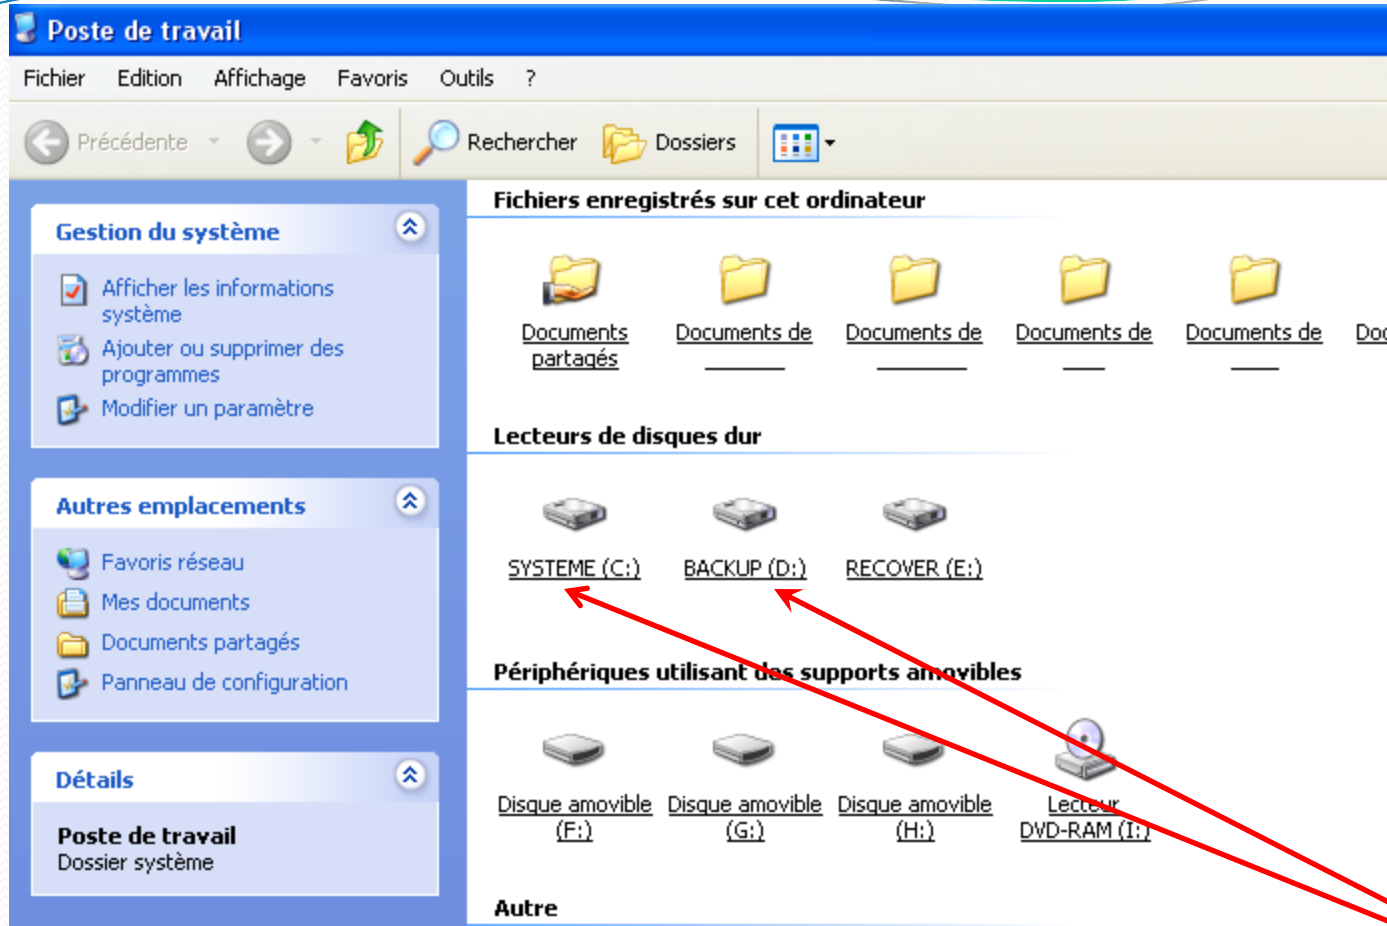 Poste de travail
Fichier Edition Affichage Favoris Outils ?
Précédente Rechercher Dossiers
Gestion du système
Afficher les informations
système
Ajouter ou supprimer des
programmes
Modifier un paramètre
Autres emplacements
Favoris réseau
Mes documents
Documents partagés
Panneau de configuration
Détails
Poste de travail
Dossier système
Fichiers enregistrés sur cet ordinateur
Documents partagés
Documents de
Documents de
Documents de
Documents de
Lecteurs de disques dur
SYSTEME (C:) BACKUP (D:) RECOVER (E:)
Périphériques utilisant des supports amovibles
Disque amovible (F:)
Disque amovible (G:)
Disque amovible (H:)
Lecteur DVD-RAM (I:)
Autre